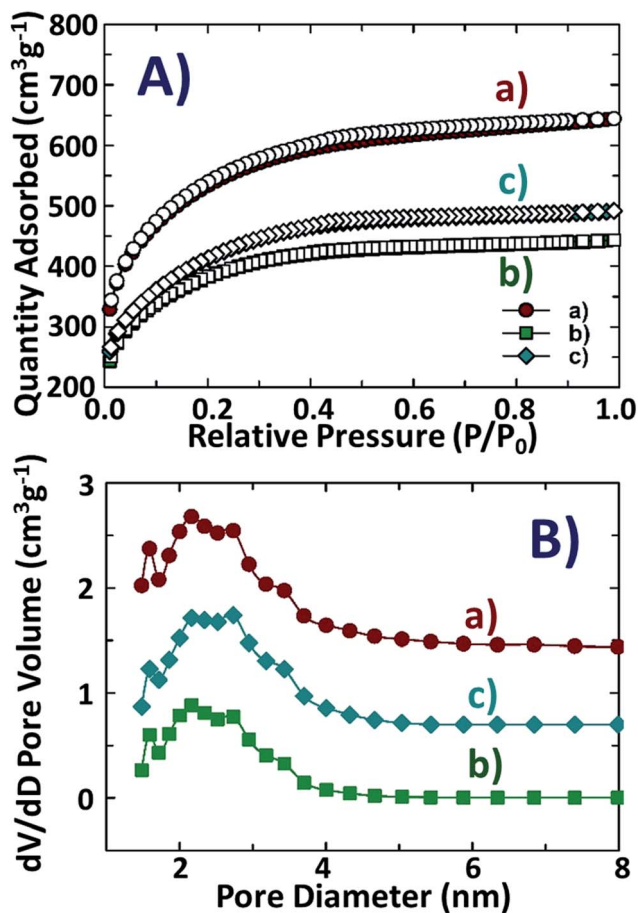 A)
Quantity Adsorbed (cm³g⁻¹)
800
700
600
500
400
300
200
a)
c)
b)
a)
b)
c)
0.0 0.2 0.4 0.6 0.8 1.0
Relative Pressure (P/P₀)
B)
dV/dD Pore Volume (cm³g⁻¹)
3
2
1
0
a)
c)
b)
2 4 6 8
Pore Diameter (nm)